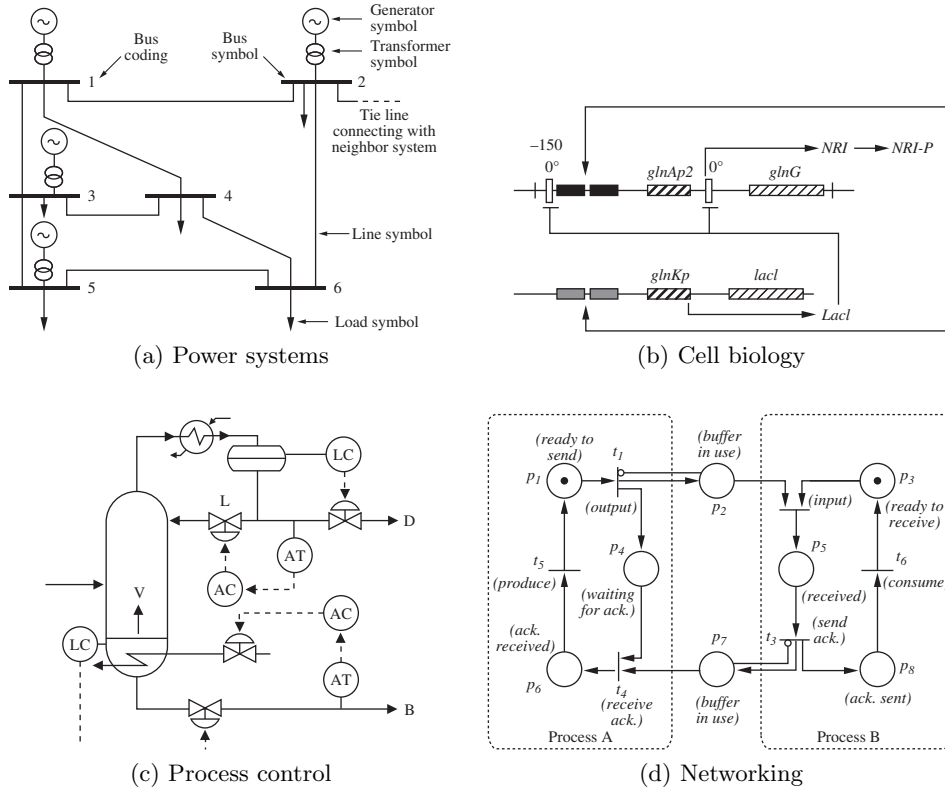 Generator
symbol
Transformer
symbol
Bus
coding
Bus
symbol
1
2
Tie line
connecting with
neighbor system
3
4
Line symbol
5
6
Load symbol
(a) Power systems
–150
0°
glnAp2
0°
glnG
NRI
NRI-P
glnKp
lacl
Lacl
(b) Cell biology
LC
L
D
AT
AC
V
AC
LC
AT
B
(c) Process control
(ready to
send)
t1
(buffer
in use)
p1
p2
(output)
(input)
p3
(ready to
receive)
p4
p5
t5
(produce)
(waiting
for ack.)
(received)
t6
(consume)
(ack.
received)
p7
t3
(send
ack.)
p6
t4
(receive
ack.)
(buffer
in use)
p8
(ack. sent)
Process A
Process B
(d) Networking